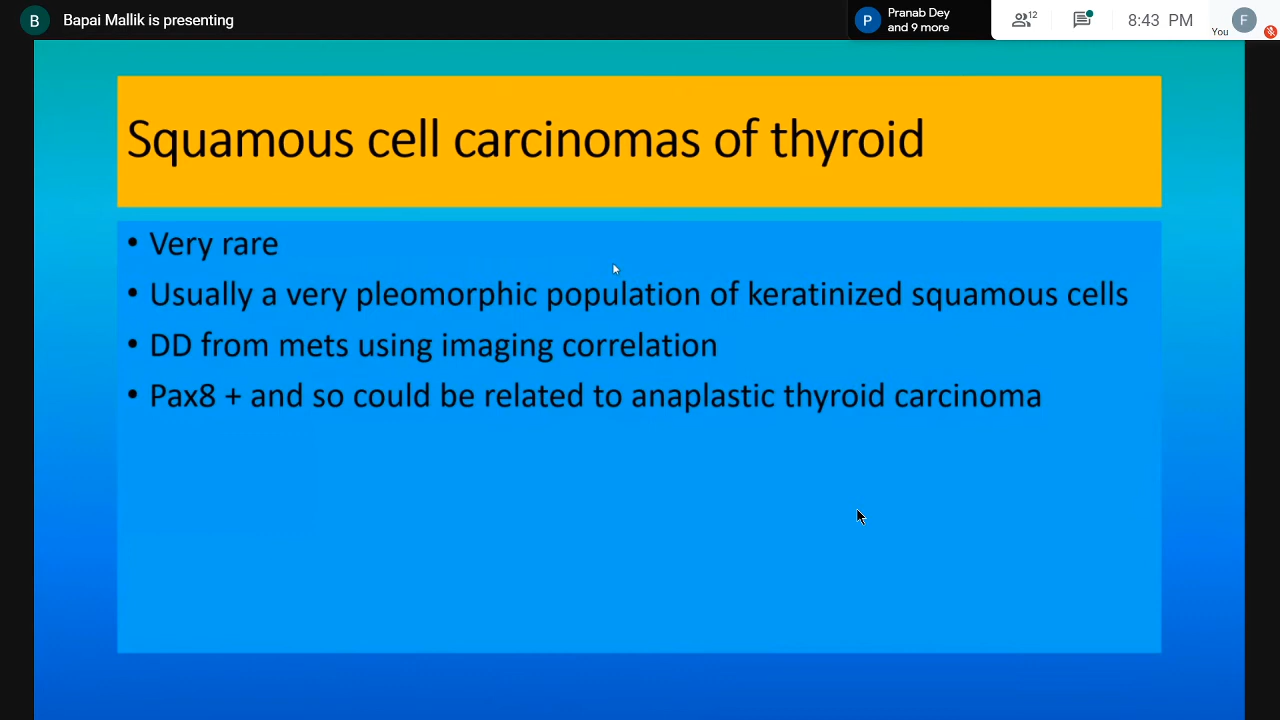 B Bapai Mallik is presenting
P Pranab Dey
and 9 more
12
8:43 PM
You F
Squamous cell carcinomas of thyroid
• Very rare
• Usually a very pleomorphic population of keratinized squamous cells
• DD from mets using imaging correlation
• Pax8 + and so could be related to anaplastic thyroid carcinoma